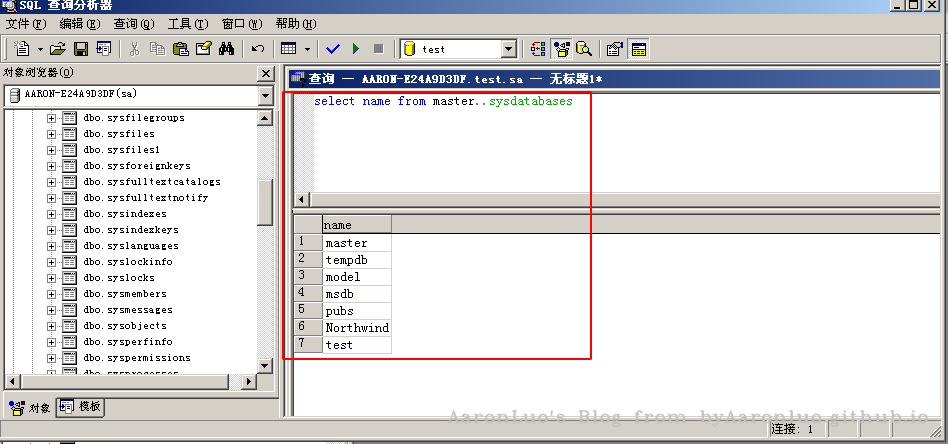 SQL 查询分析器
文件(F) 编辑(E) 查询(Q) 工具(T) 窗口(W) 帮助(H)
test
对象浏览器(O)
AARON-E24A9D3DF(sa)
dbo.sysfilegroups
dbo.sysfiles
dbo.sysfiles1
dbo.sysforeignkeys
dbo.sysfulltextcatalogs
dbo.sysfulltextnotify
dbo.sysindexes
dbo.sysindexkeys
dbo.syslanguages
dbo.syslockinfo
dbo.syslocks
dbo.sysmembers
dbo.sysmessages
dbo.sysobjects
dbo.sysperfinfo
dbo.syspermissions
dbo.sysprocesses
对象 模板
查询 — AARON-E24A9D3DF.test.sa — 无标题1*
select name from master..sysdatabases
name
1 master
2 tempdb
3 model
4 msdb
5 pubs
6 Northwind
7 test
AaronLuo's Blog from byAaronluo.github.io
连接: 1